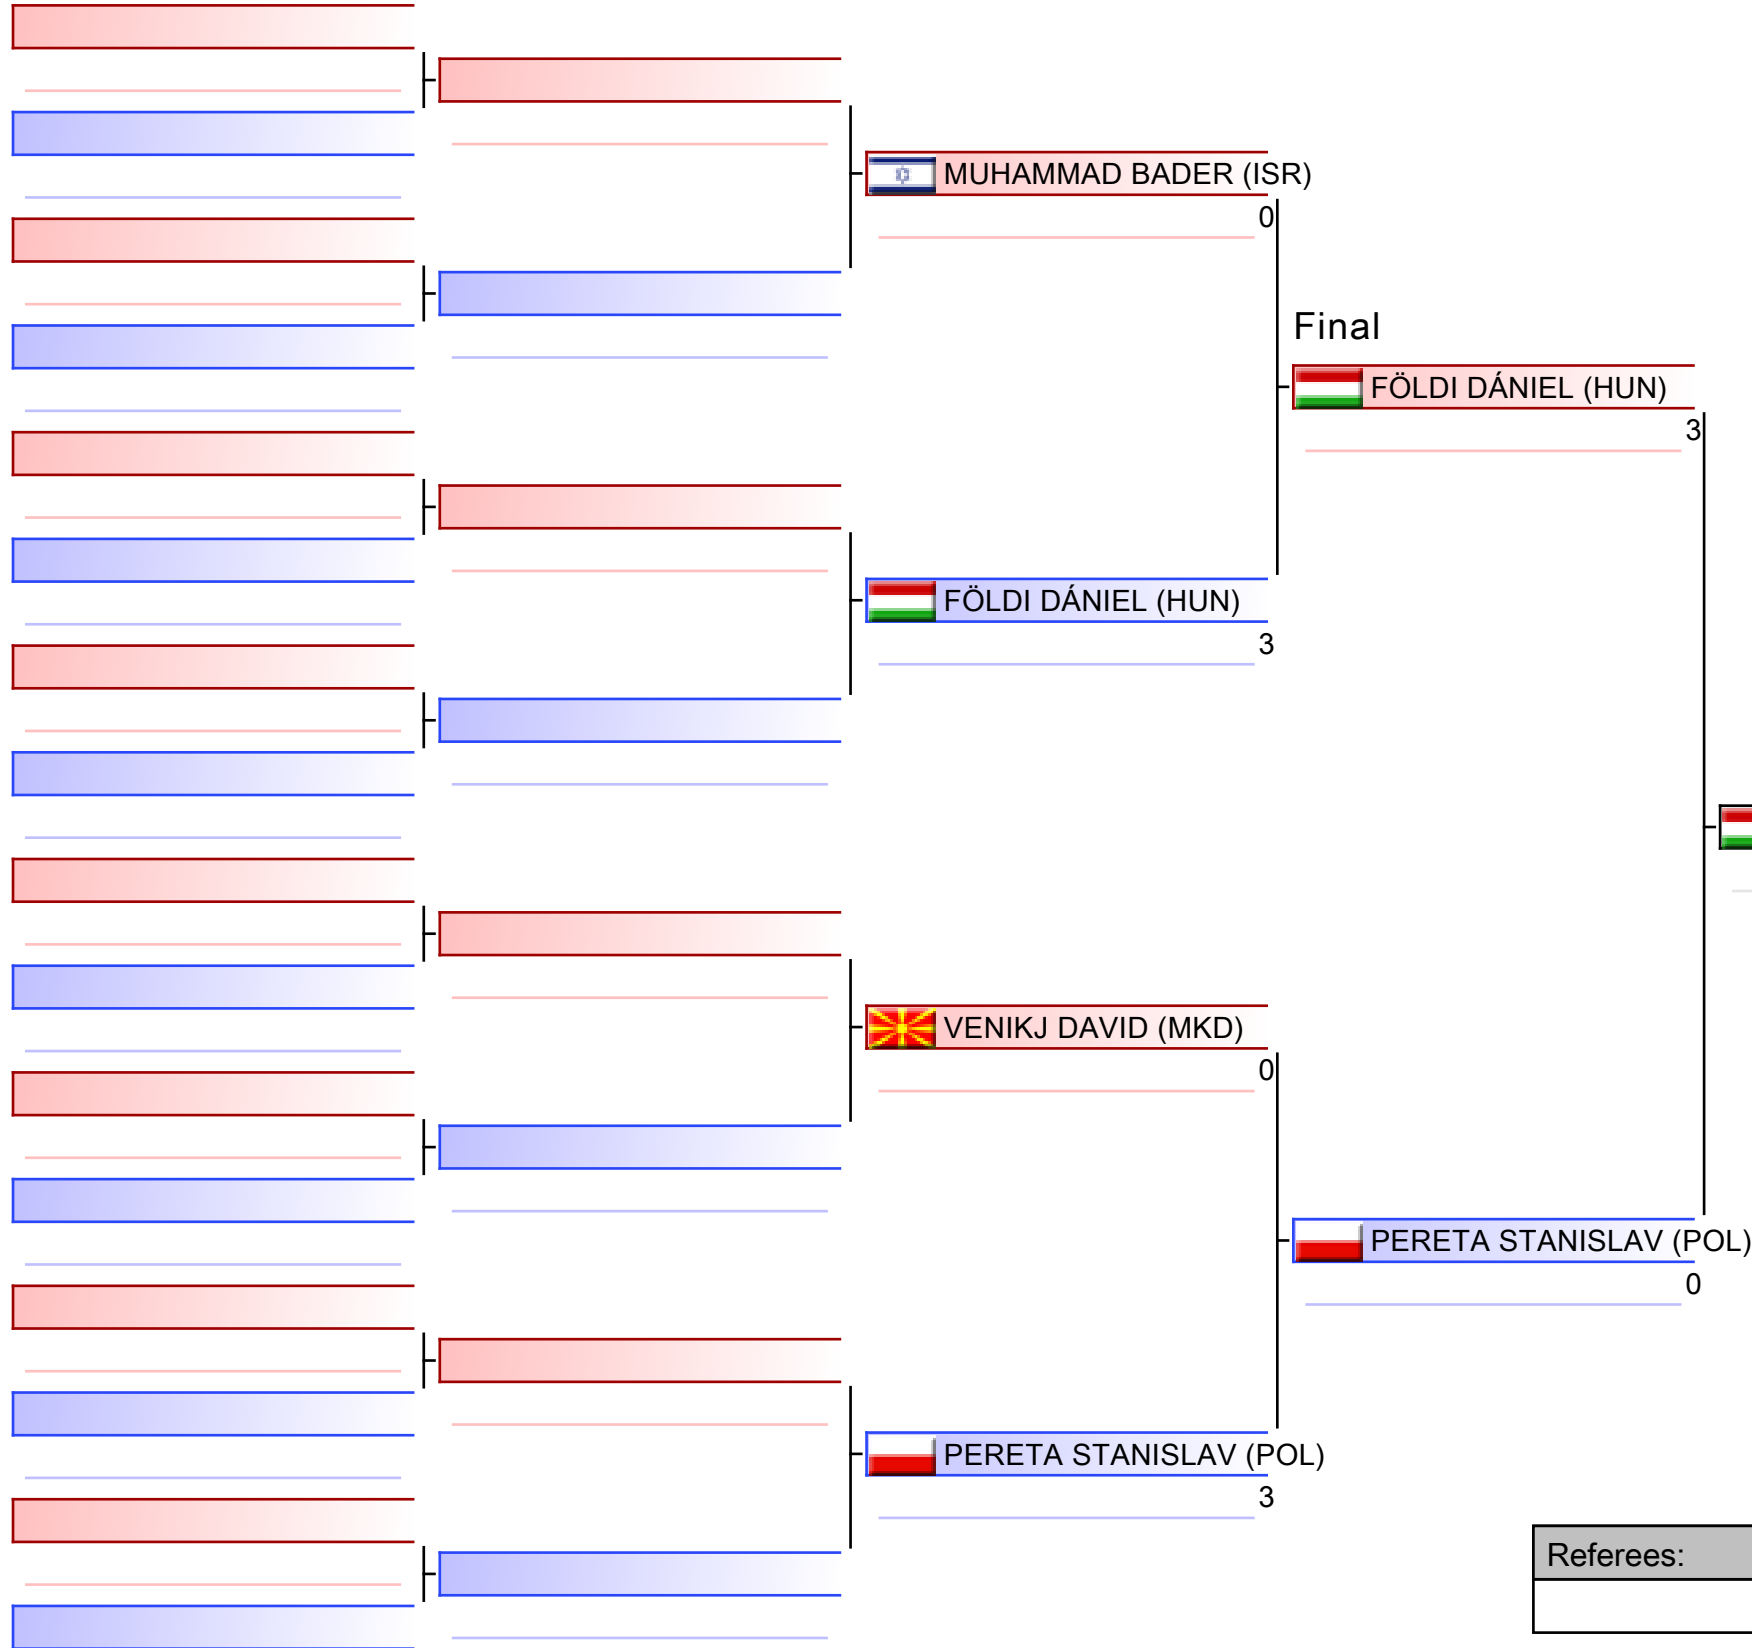 MUHAMMAD BADER (ISR)
0
Final
FÖLDI DÁNIEL (HUN)
3
FÖLDI DÁNIEL (HUN)
3
VENIKJ DAVID (MKD)
0
PERETA STANISLAV (POL)
0
PERETA STANISLAV (POL)
3
Referees: